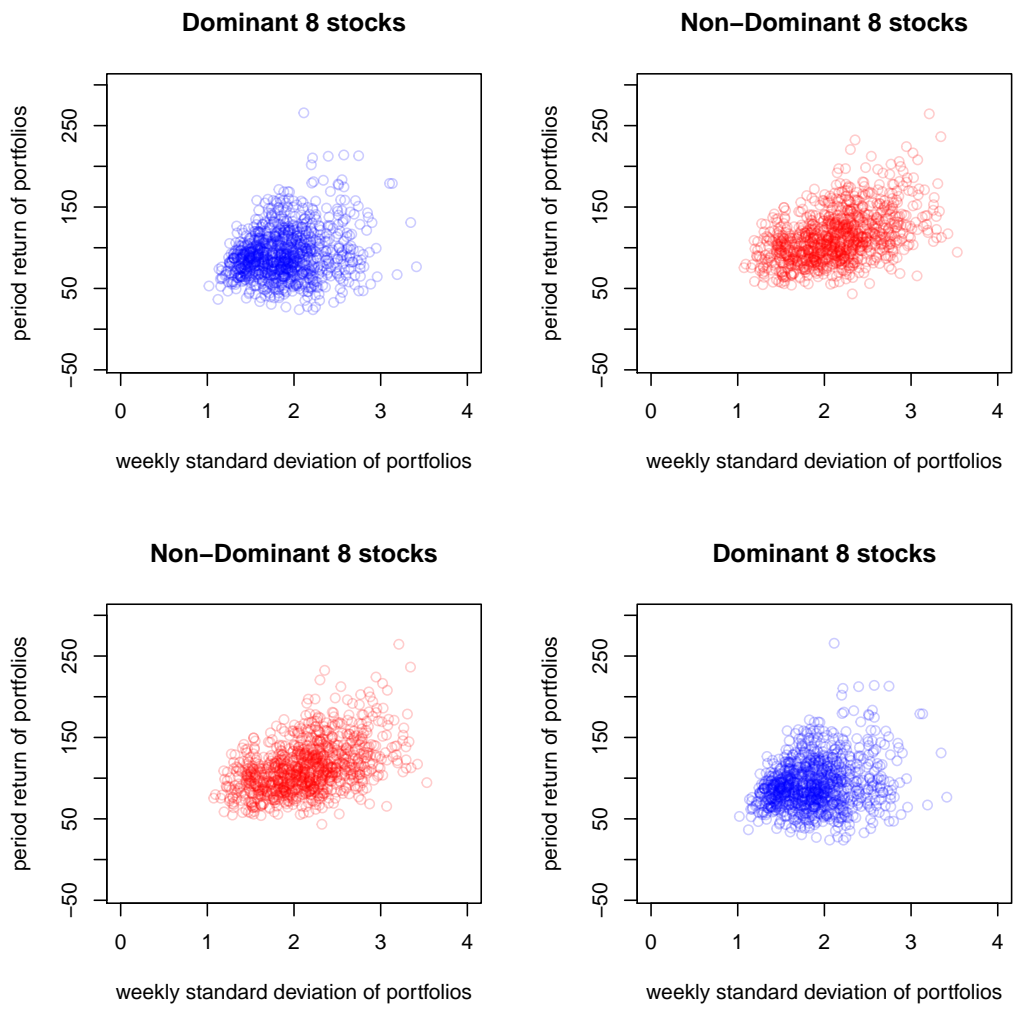 Dominant 8 stocks
period return of portfolios
250
150
50
−50
0 1 2 3 4
weekly standard deviation of portfolios
Non−Dominant 8 stocks
period return of portfolios
250
150
50
−50
0 1 2 3 4
weekly standard deviation of portfolios
Non−Dominant 8 stocks
period return of portfolios
250
150
50
−50
0 1 2 3 4
weekly standard deviation of portfolios
Dominant 8 stocks
period return of portfolios
250
150
50
−50
0 1 2 3 4
weekly standard deviation of portfolios